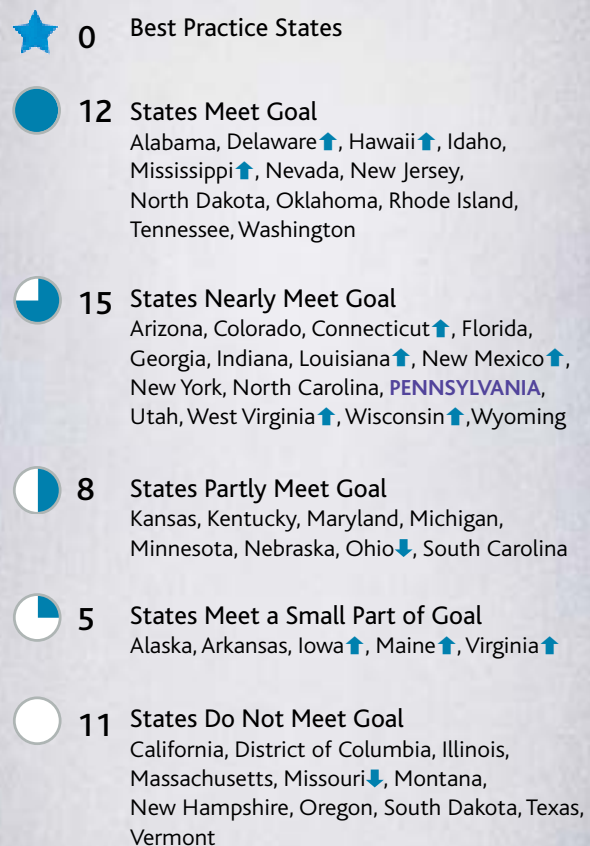 0 Best Practice States
12 States Meet Goal
Alabama, Delaware⬆, Hawaii⬆, Idaho,
Mississippi⬆, Nevada, New Jersey,
North Dakota, Oklahoma, Rhode Island,
Tennessee, Washington
15 States Nearly Meet Goal
Arizona, Colorado, Connecticut⬆, Florida,
Georgia, Indiana, Louisiana⬆, New Mexico⬆,
New York, North Carolina, PENNSYLVANIA,
Utah, West Virginia⬆, Wisconsin⬆, Wyoming
8 States Partly Meet Goal
Kansas, Kentucky, Maryland, Michigan,
Minnesota, Nebraska, Ohio⬇, South Carolina
5 States Meet a Small Part of Goal
Alaska, Arkansas, Iowa⬆, Maine⬆, Virginia⬆
11 States Do Not Meet Goal
California, District of Columbia, Illinois,
Massachusetts, Missouri⬇, Montana,
New Hampshire, Oregon, South Dakota, Texas,
Vermont